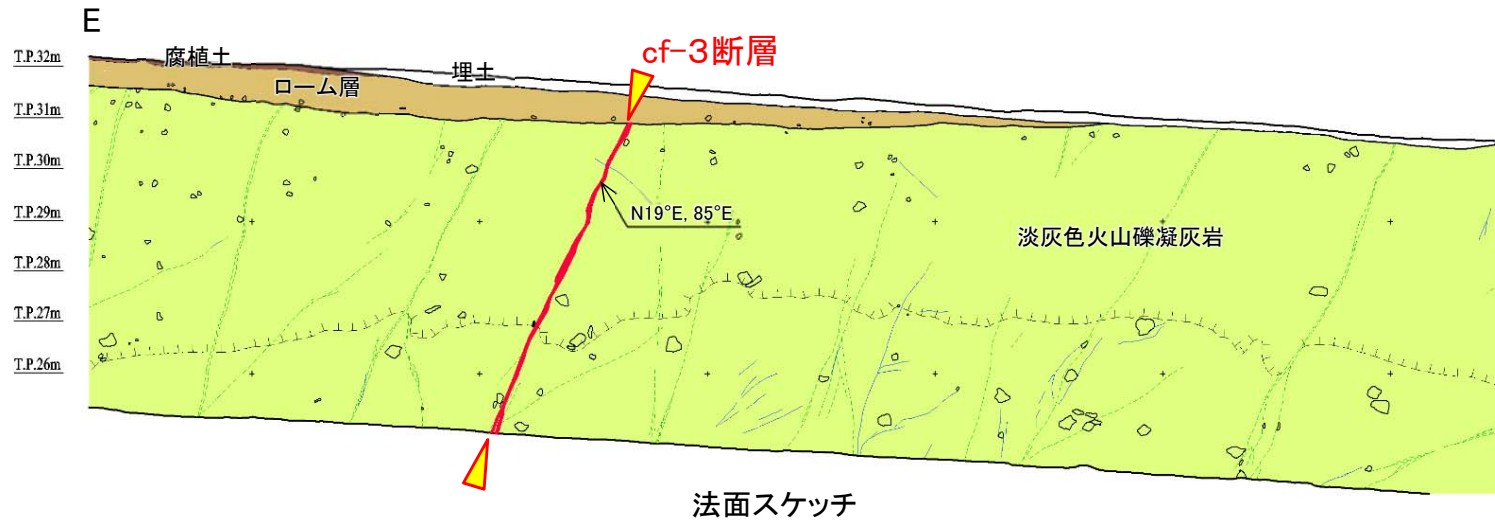 E
cf-3断層
T.P.32m
腐植土
埋土
ローム層
T.P.31m
T.P.30m
T.P.29m
N19°E, 85°E
淡灰色火山礫凝灰岩
T.P.28m
T.P.27m
T.P.26m
法面スケッチ